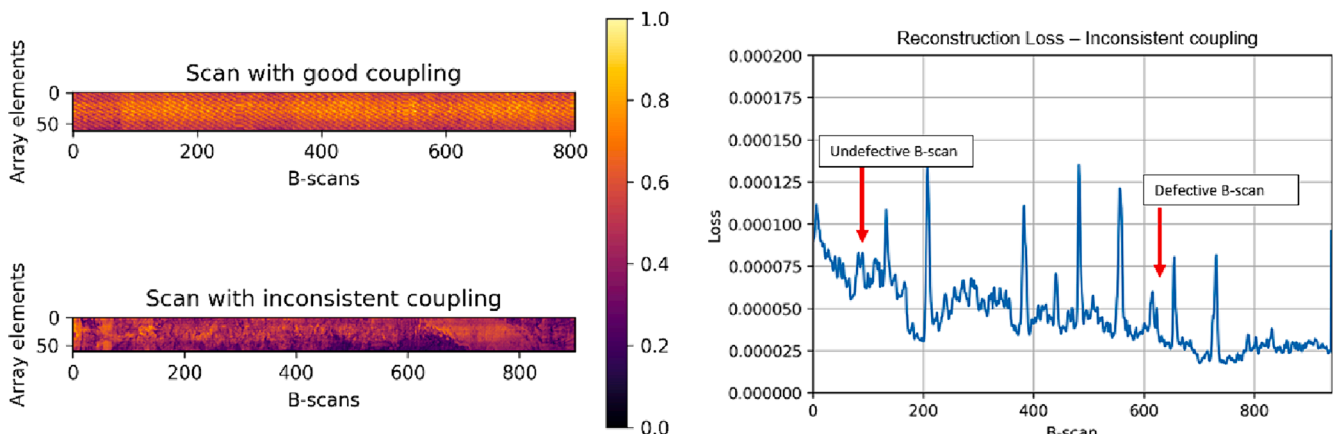 Scan with good coupling
Array elements
0
50
0 200 400 600 800
B-scans
Scan with inconsistent coupling
Array elements
0
50
0 200 400 600 800
B-scans
1.0
0.8
0.6
0.4
0.2
0.0
Reconstruction Loss – Inconsistent coupling
Loss
0.000200
0.000175
0.000150
0.000125
0.000100
0.000075
0.000050
0.000025
0.000000
Undefective B-scan
Defective B-scan
0 200 400 600 800
B-scan